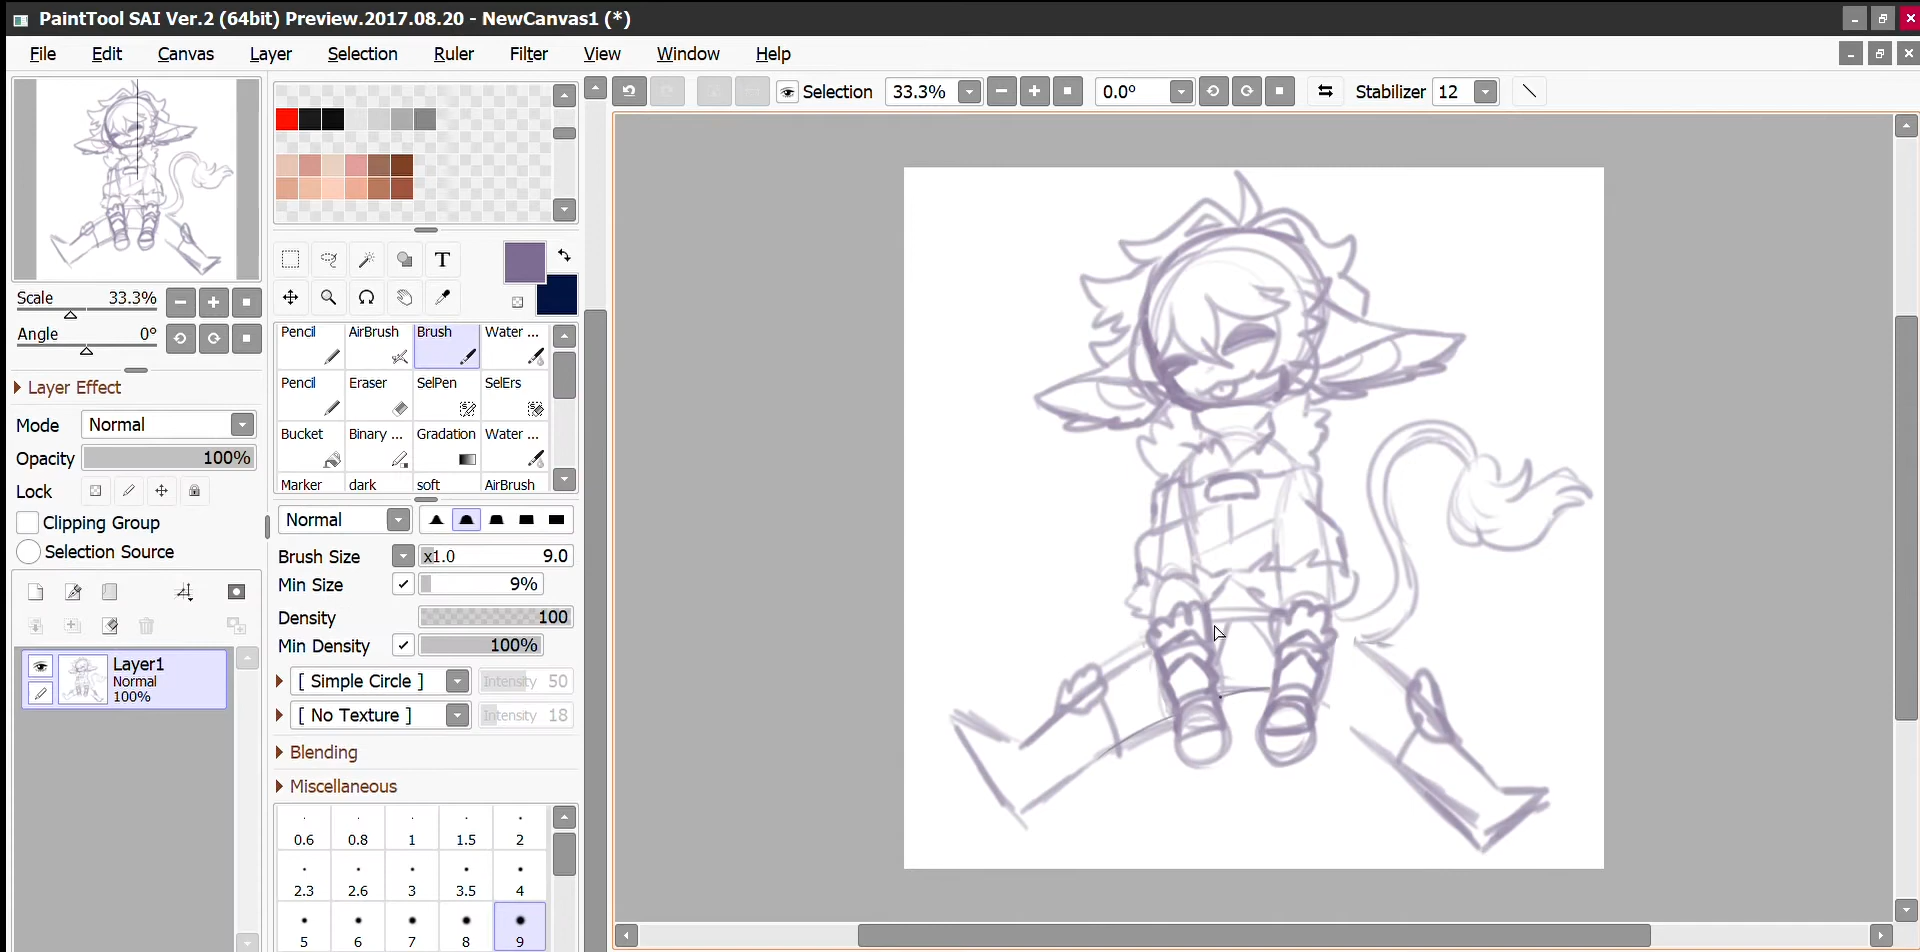 PaintTool SAI Ver.2 (64bit) Preview.2017.08.20 - NewCanvas1 (*)
File Edit Canvas Layer Selection Ruler Filter View Window Help
Selection 33.3% 0.0° Stabilizer 12
Scale 33.3%
Angle 0°
Layer Effect
Mode Normal
Opacity 100%
Lock
Clipping Group
Selection Source
Layer1
Normal
100%
T
Pencil AirBrush Brush Water ...
Pencil Eraser SelPen SelErs
Bucket Binary ... Gradation Water ...
Marker dark soft AirBrush
Normal
Brush Size x1.0 9.0
Min Size 9%
Density 100
Min Density 100%
[ Simple Circle ] Intensity 50
[ No Texture ] Intensity 18
Blending
Miscellaneous
0.6 0.8 1 1.5 2
2.3 2.6 3 3.5 4
5 6 7 8 9